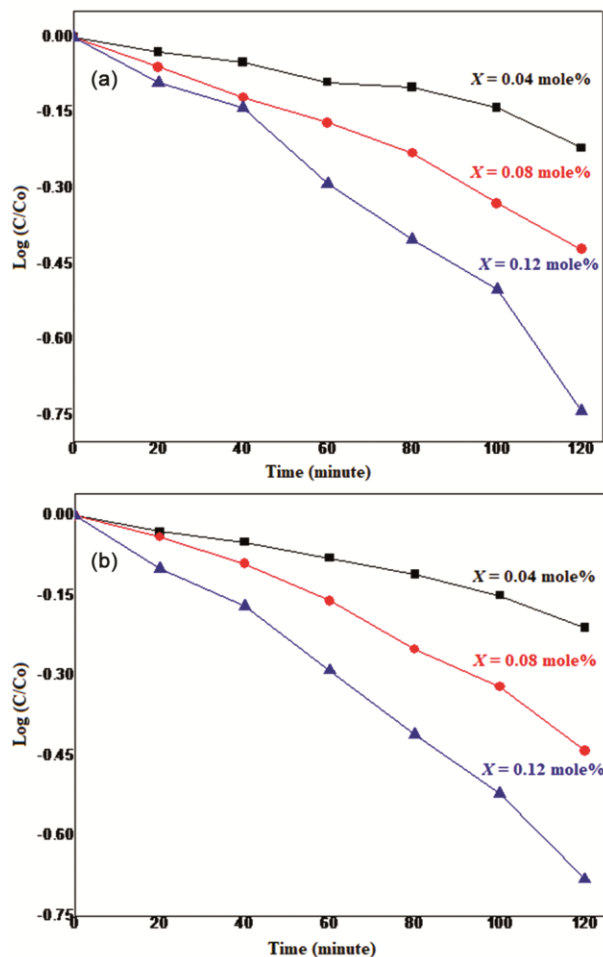 0.00
(a)
X = 0.04 mole%
-0.15
X = 0.08 mole%
-0.30
X = 0.12 mole%
Log (C/Co)
-0.45
-0.60
-0.75
0 20 40 60 80 100 120
Time (minute)
0.00
(b)
X = 0.04 mole%
-0.15
X = 0.08 mole%
-0.30
Log (C/Co)
-0.45
X = 0.12 mole%
-0.60
-0.75
0 20 40 60 80 100 120
Time (minute)